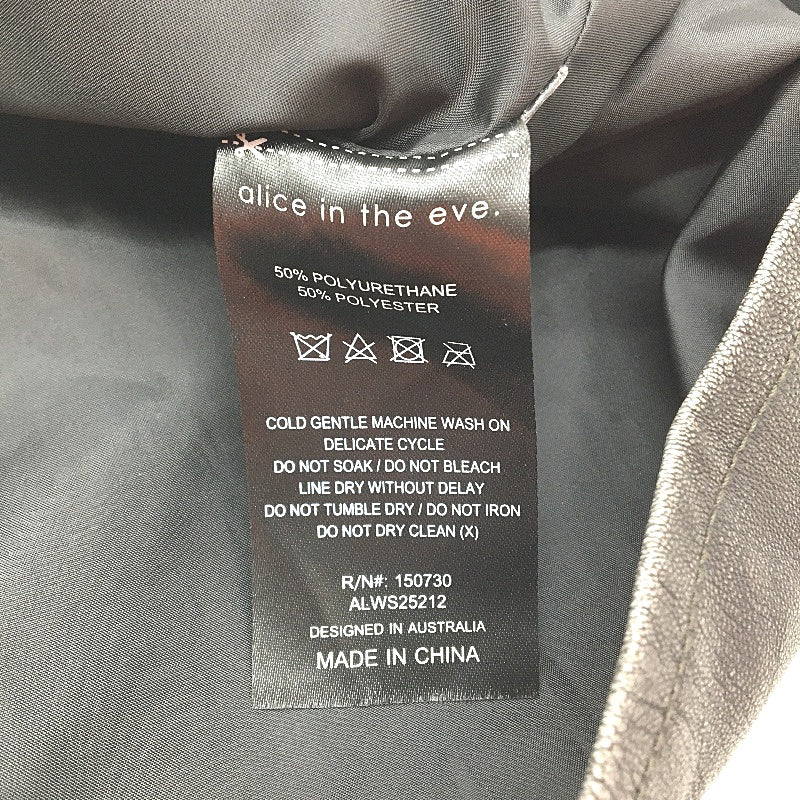 alice in the eve.
50% POLYURETHANE
50% POLYESTER
COLD GENTLE MACHINE WASH ON
DELICATE CYCLE
DO NOT SOAK / DO NOT BLEACH
LINE DRY WITHOUT DELAY
DO NOT TUMBLE DRY / DO NOT IRON
DO NOT DRY CLEAN (X)
R/N#: 150730
ALWS25212
DESIGNED IN AUSTRALIA
MADE IN CHINA